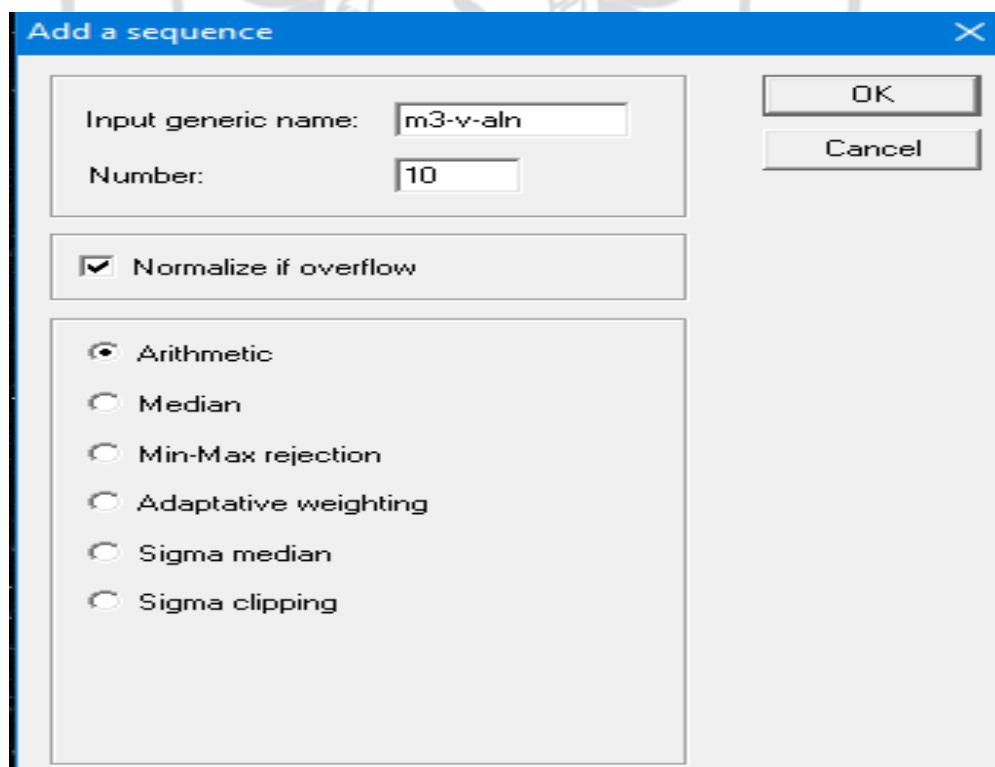 Add a sequence
Input generic name: m3-v-aln
Number: 10
OK
Cancel
Normalize if overflow
Arithmetic
Median
Min-Max rejection
Adaptative weighting
Sigma median
Sigma clipping